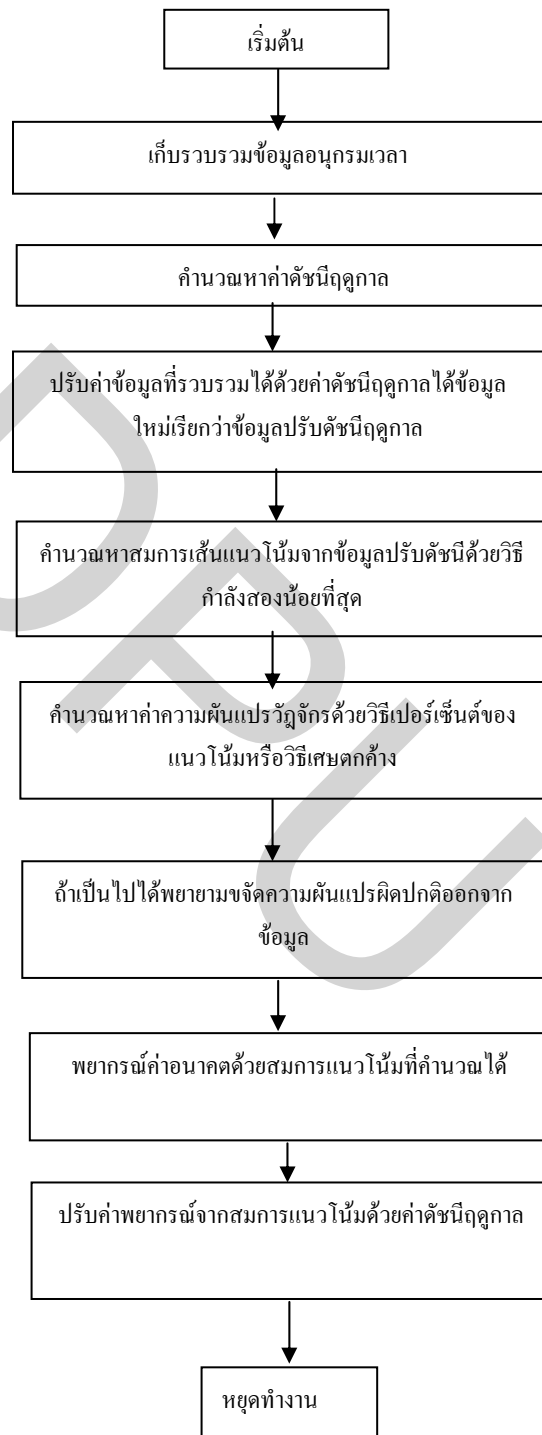 เริ่มต้น
เก็บรวบรวมข้อมูลอนุกรมเวลา
คำนวณหาค่าดัชนีฤดูกาล
ปรับค่าข้อมูลที่รวบรวมได้ด้วยค่าดัชนีฤดูกาลได้ข้อมูล
ใหม่เรียกว่าข้อมูลปรับดัชนีฤดูกาล
คำนวณหาสมการเส้นแนวโน้มจากข้อมูลปรับดัชนีด้วยวิธี
กำลังสองน้อยที่สุด
คำนวณหาค่าความผันแปรวัฎจักรด้วยวิธีเปอร์เซ็นต์ของ
แนวโน้มหรือวิธีเศษตกค้าง
ถ้าเป็นไปได้พยายามขจัดความผันแปรผิดปกติออกจาก
ข้อมูล
พยากรณ์ค่าอนาคตด้วยสมการแนวโน้มที่คำนวณได้
ปรับค่าพยากรณ์จากสมการแนวโน้มด้วยค่าดัชนีฤดูกาล
หยุดทำงาน
DPU